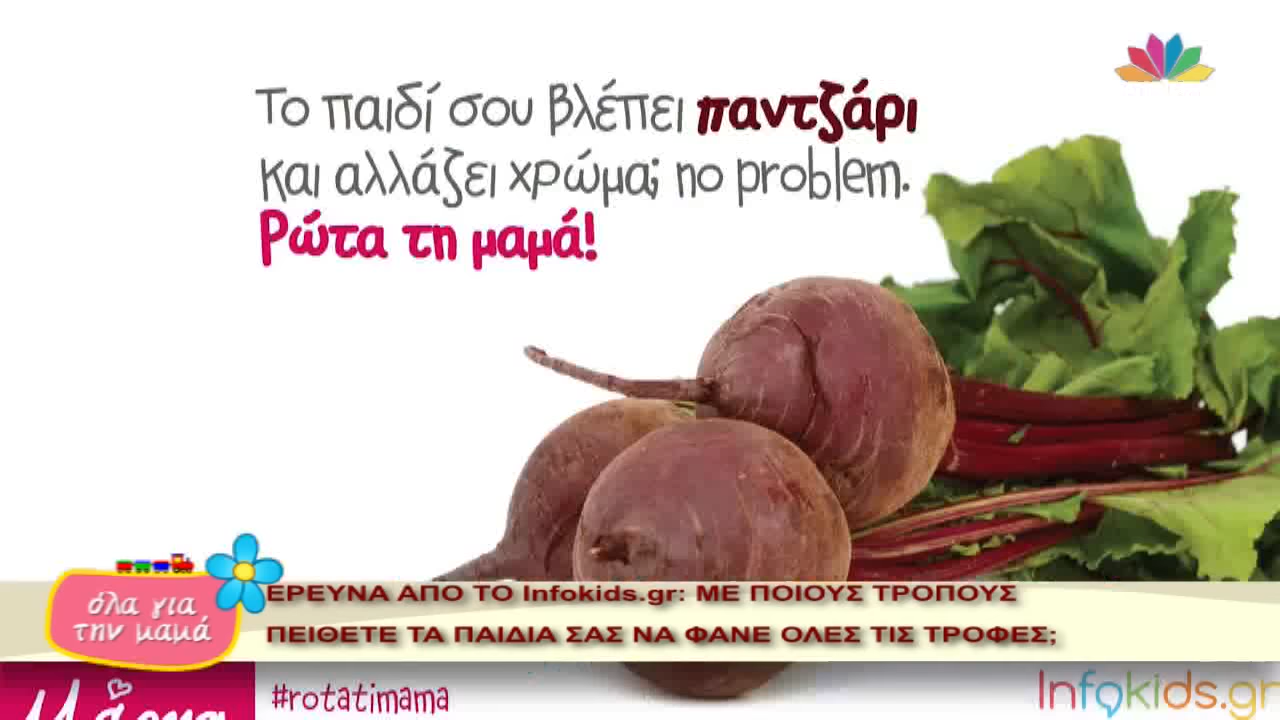 Το παιδί σου βλέπει παντζάρι
και αλλάζει χρώμα; no problem.
Ρώτα τη μαμά!
όλα για
την μαμά
ΕΡΕΥΝΑ ΑΠΟ ΤΟ Infokids.gr: ΜΕ ΠΟΙΟΥΣ ΤΡΟΠΟΥΣ
ΠΕΙΘΕΤΕ ΤΑ ΠΑΙΔΙΑ ΣΑΣ ΝΑ ΦΑΝΕ ΟΛΕΣ ΤΙΣ ΤΡΟΦΕΣ;
#rotatimama
Infokids.gr